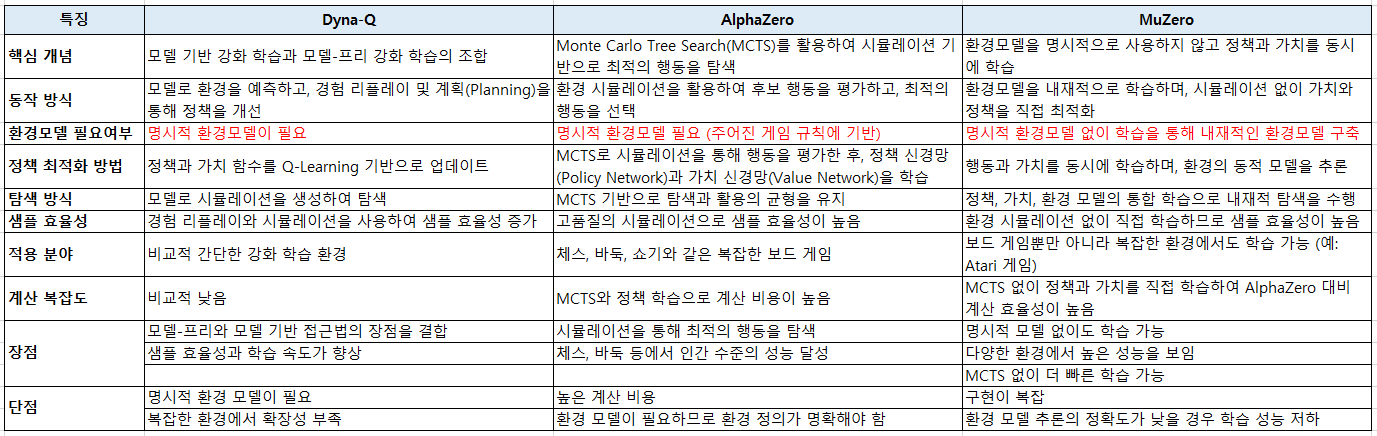 특징 Dyna-Q AlphaZero MuZero
핵심 개념 모델 기반 강화 학습과 모델-프리 강화 학습의 조합
Monte Carlo Tree Search(MCTS)를 활용하여 시뮬레이션 기
반으로 최적의 행동을 탐색
환경모델을 명시적으로 사용하지 않고 정책과 가치를 동시
에 학습
동작 방식
모델로 환경을 예측하고, 경험 리플레이 및 계획(Planning)을
통해 정책을 개선
환경 시뮬레이션을 활용하여 후보 행동을 평가하고, 최적의
행동을 선택
환경모델을 내재적으로 학습하며, 시뮬레이션 없이 가치와
정책을 직접 최적화
환경모델 필요여부 명시적 환경모델이 필요 명시적 환경모델 필요 (주어진 게임 규칙에 기반) 명시적 환경모델 없이 학습을 통해 내재적인 환경모델 구축
정책 최적화 방법 정책과 가치 함수를 Q-Learning 기반으로 업데이트
MCTS로 시뮬레이션을 통해 행동을 평가한 후, 정책 신경망
(Policy Network)과 가치 신경망(Value Network)을 학습
행동과 가치를 동시에 학습하며, 환경의 동적 모델을 추론
탐색 방식 모델로 시뮬레이션을 생성하여 탐색 MCTS 기반으로 탐색과 활용의 균형을 유지 정책, 가치, 환경 모델의 통합 학습으로 내재적 탐색을 수행
샘플 효율성 경험 리플레이와 시뮬레이션을 사용하여 샘플 효율성 증가 고품질의 시뮬레이션으로 샘플 효율성이 높음 환경 시뮬레이션 없이 직접 학습하므로 샘플 효율성이 높음
적용 분야 비교적 간단한 강화 학습 환경 체스, 바둑, 쇼기와 같은 복잡한 보드 게임
보드 게임뿐만 아니라 복잡한 환경에서도 학습 가능 (예:
Atari 게임)
계산 복잡도 비교적 낮음 MCTS와 정책 학습으로 계산 비용이 높음
MCTS 없이 정책과 가치를 직접 학습하여 AlphaZero 대비
계산 효율성이 높음
장점
모델-프리와 모델 기반 접근법의 장점을 결합 시뮬레이션을 통해 최적의 행동을 탐색 명시적 모델 없이도 학습 가능
샘플 효율성과 학습 속도가 향상 체스, 바둑 등에서 인간 수준의 성능 달성 다양한 환경에서 높은 성능을 보임
MCTS 없이 더 빠른 학습 가능
단점
명시적 환경 모델이 필요 높은 계산 비용 구현이 복잡
복잡한 환경에서 확장성 부족 환경 모델이 필요하므로 환경 정의가 명확해야 함 환경 모델 추론의 정확도가 낮을 경우 학습 성능 저하